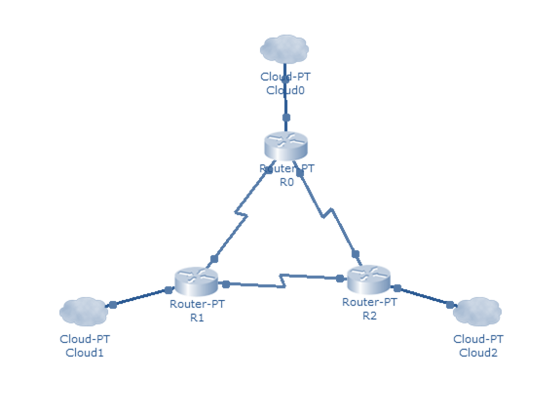 Cloud-PT
Cloud0
Router-PT
R0
Router-PT
R1
Router-PT
R2
Cloud-PT
Cloud1
Cloud-PT
Cloud2